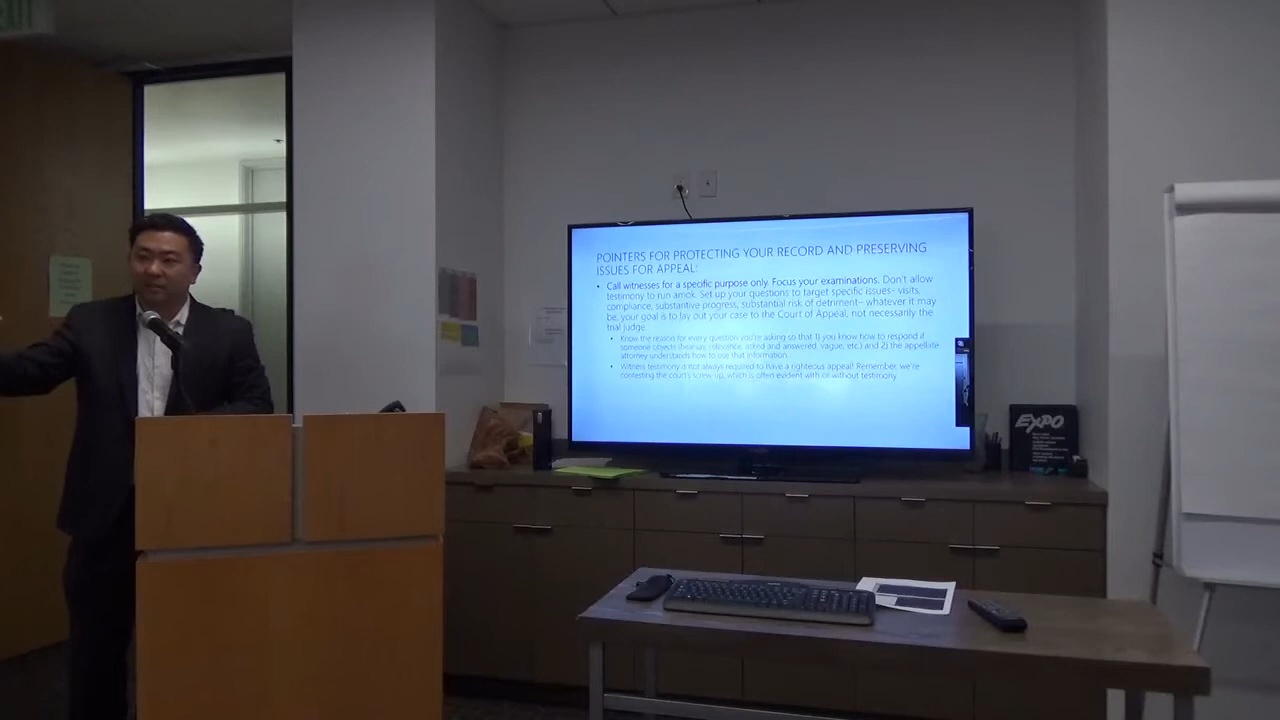 EXIT
POINTERS FOR PROTECTING YOUR RECORD AND PRESERVING
ISSUES FOR APPEAL:
• Call witnesses for a specific purpose only. Focus your examinations. Don't allow
testimony to run amok. Set up your questions to target specific issues– visits,
compliance, substantive progress, substantial risk of detriment– whatever it may
be, your goal is to lay out your case to the Court of Appeal, not necessarily the
trial judge.
• Know the reason for every question you're asking so that 1) you know how to respond if
someone objects (hearsay, relevance, asked and answered, vague, etc.) and 2) the appellate
attorney understands how to use that information.
• Witness testimony is not always required to have a righteous appeal! Remember, we're
contesting the court's screw up, which is often evident with or without testimony.
EXPO